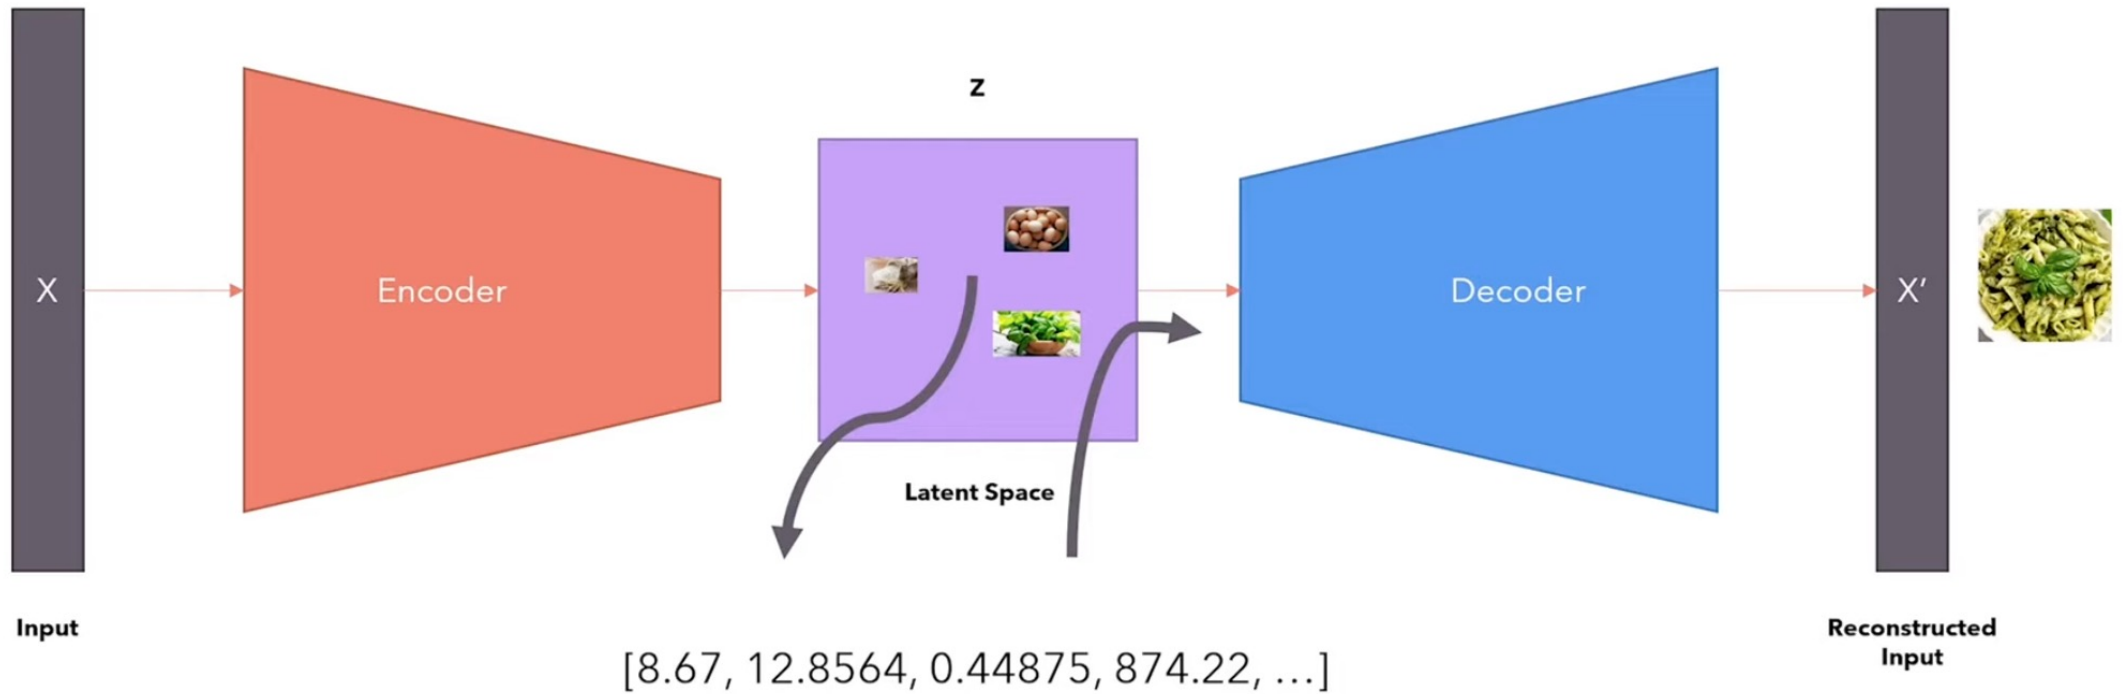 z
X
Encoder
Decoder
X′
Latent Space
Input
Reconstructed
Input
[8.67, 12.8564, 0.44875, 874.22, …]